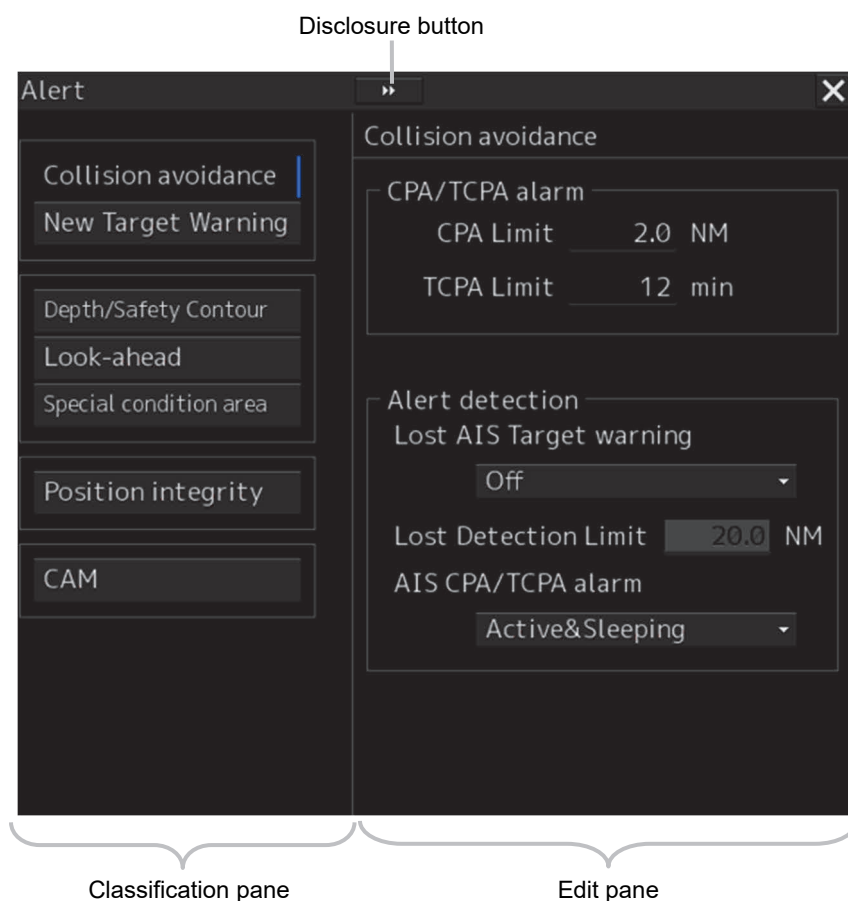 Disclosure button
Alert
Collision avoidance
New Target Warning
Depth/Safety Contour
Look-ahead
Special condition area
Position integrity
CAM
Collision avoidance
CPA/TCPA alarm
CPA Limit 2.0 NM
TCPA Limit 12 min
Alert detection
Lost AIS Target warning
Off
Lost Detection Limit 20.0 NM
AIS CPA/TCPA alarm
Active&Sleeping
Classification pane
Edit pane